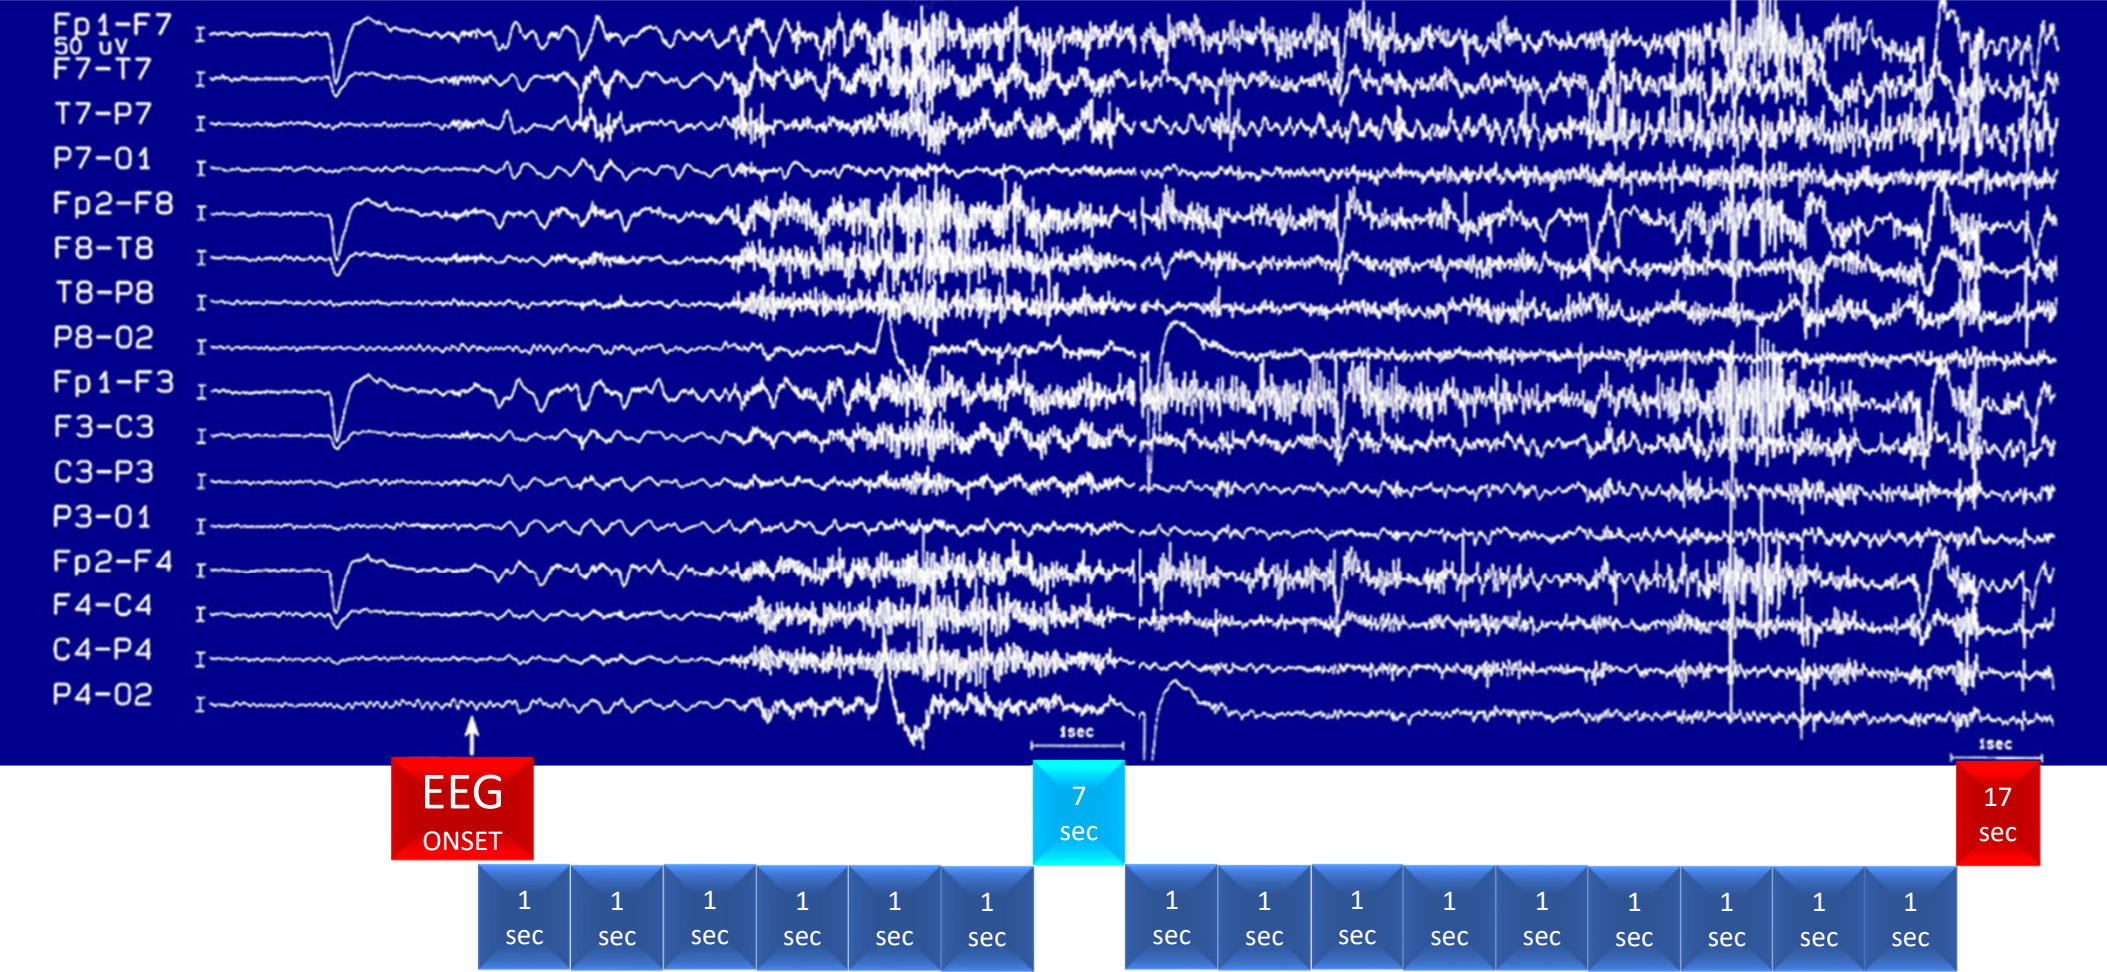 Fp1-F7
50 uV
F7-T7
T7-P7
P7-O1
Fp2-F8
F8-T8
T8-P8
P8-O2
Fp1-F3
F3-C3
C3-P3
P3-O1
Fp2-F4
F4-C4
C4-P4
P4-O2
1sec
1sec
EEG
ONSET
7
sec
17
sec
1
sec
1
sec
1
sec
1
sec
1
sec
1
sec
1
sec
1
sec
1
sec
1
sec
1
sec
1
sec
1
sec
1
sec
1
sec